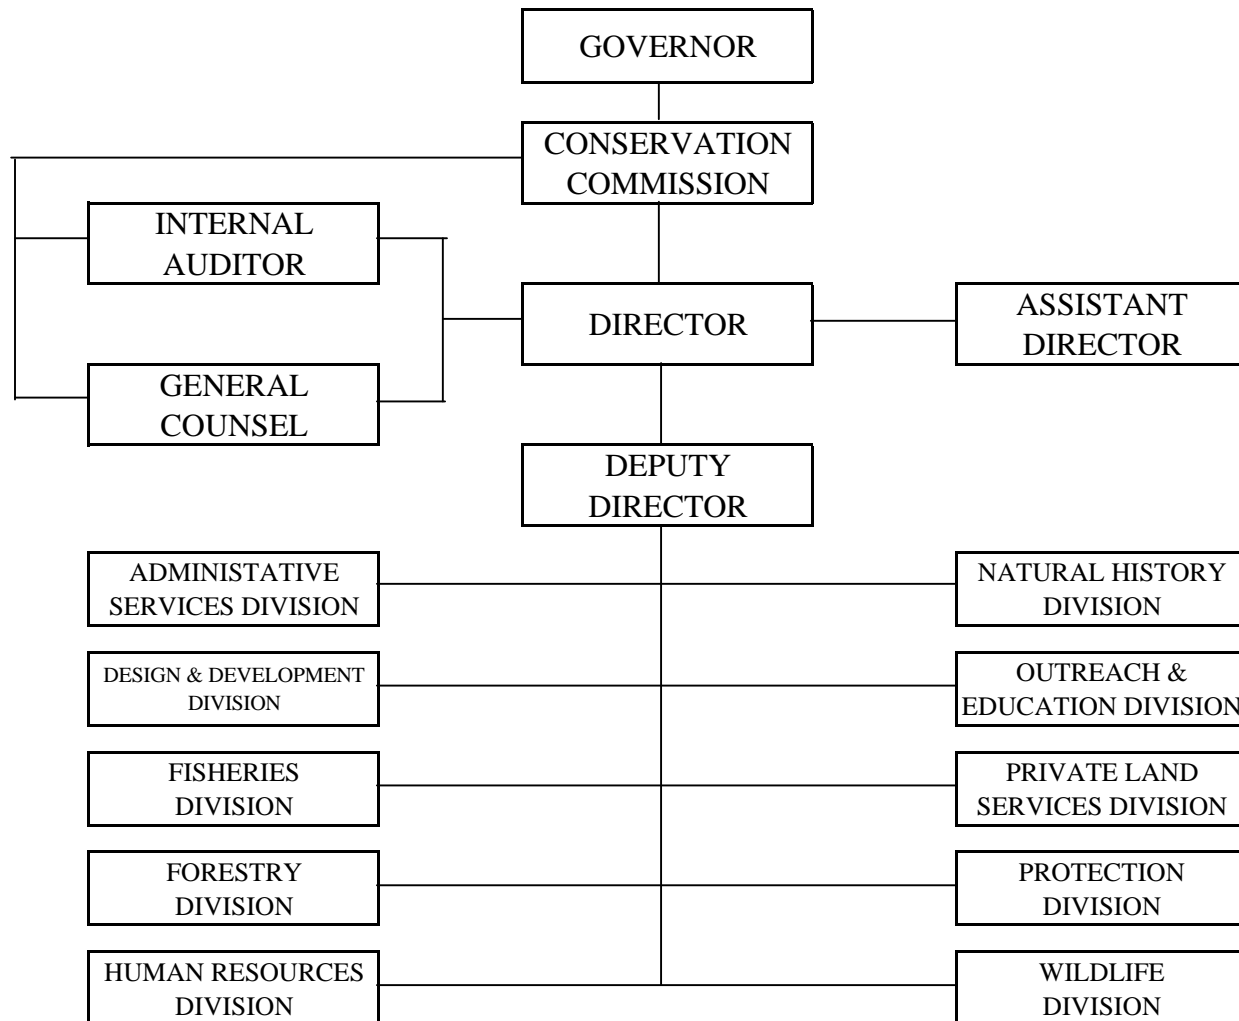 GOVERNOR
CONSERVATION
COMMISSION
INTERNAL
AUDITOR
DIRECTOR
ASSISTANT
DIRECTOR
GENERAL
COUNSEL
DEPUTY
DIRECTOR
ADMINISTATIVE
SERVICES DIVISION
NATURAL HISTORY
DIVISION
DESIGN & DEVELOPMENT
DIVISION
OUTREACH &
EDUCATION DIVISION
FISHERIES
DIVISION
PRIVATE LAND
SERVICES DIVISION
FORESTRY
DIVISION
PROTECTION
DIVISION
HUMAN RESOURCES
DIVISION
WILDLIFE
DIVISION